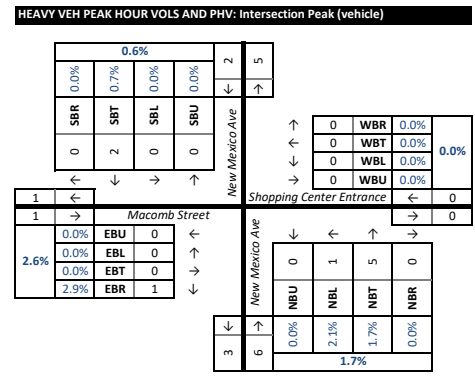 HEAVY VEH PEAK HOUR VOLS AND PHV: Intersection Peak (vehicle)
0.6% 2 5
0.0% 0.7% 0.0% 0.0% ↓ ↑
SBR SBT SBL SBU
0 2 0 0
← ↓ → ↑
New Mexico Ave
↑ 0 WBR 0.0%
← 0 WBT 0.0%
↓ 0 WBL 0.0%
→ 0 WBU 0.0%
0.0%
1 ← Shopping Center Entrance ← 0
1 → Macomb Street → 0
2.6%
0.0% EBU 0 ←
0.0% EBL 0 ↑
0.0% EBT 0 →
2.9% EBR 1 ↓
New Mexico Ave
↓ ← ↑ →
0 1 5 0
NBU NBL NBT NBR
↓ ↑ 0.0% 2.1% 1.7% 0.0%
3 6 1.7%